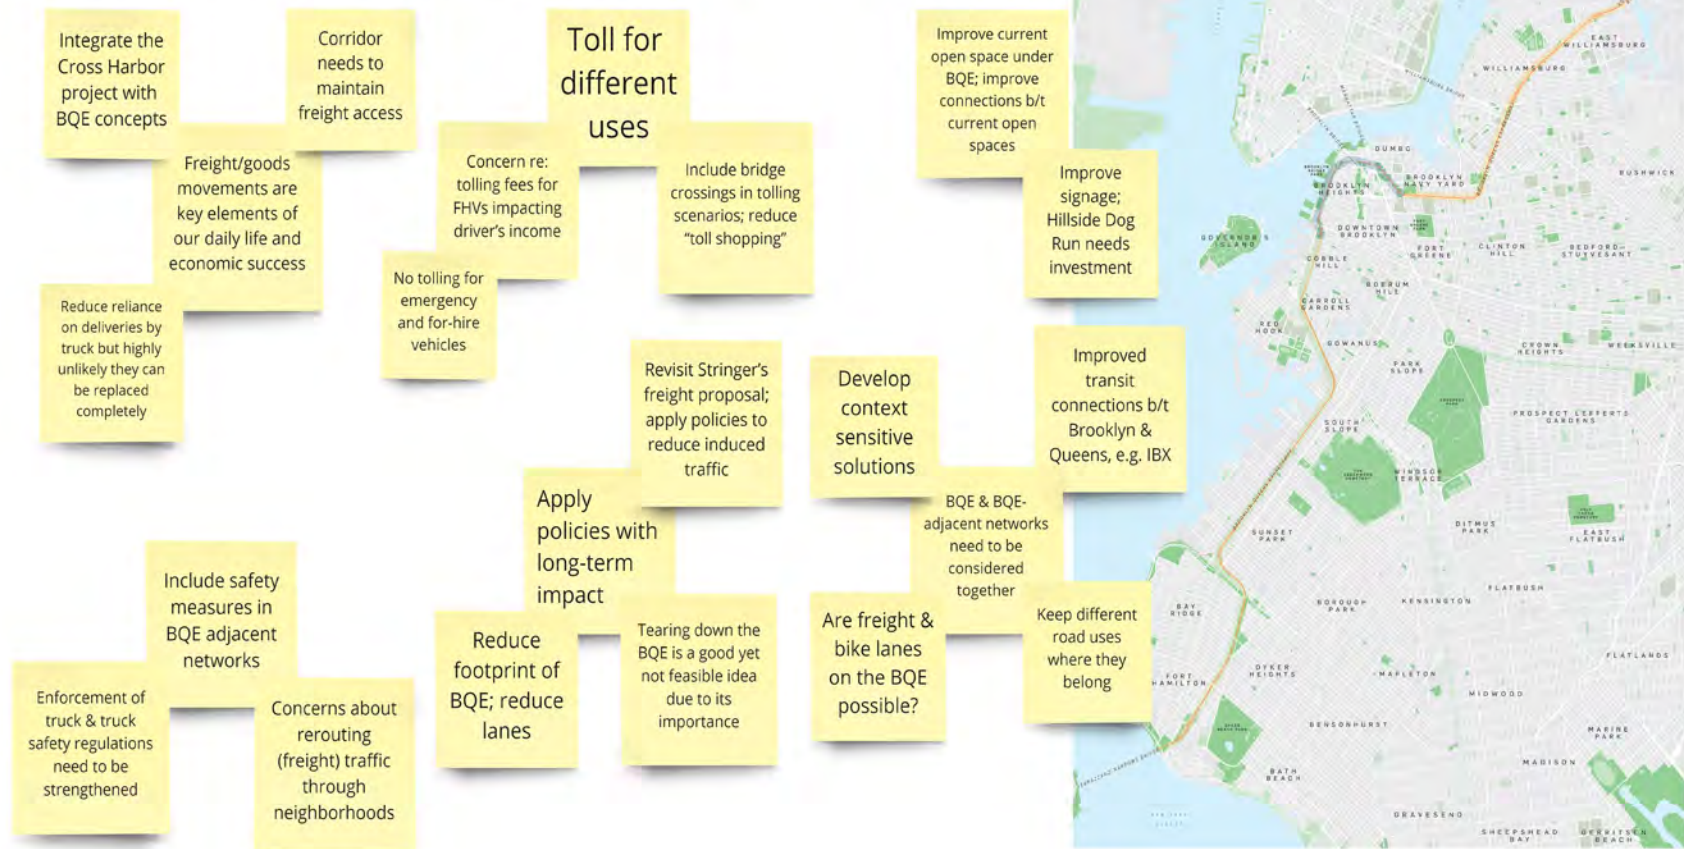 Integrate the
Cross Harbor
project with
BQE concepts
Corridor
needs to
maintain
freight access
Freight/goods
movements are
key elements of
our daily life and
economic success
Reduce reliance
on deliveries by
truck but highly
unlikely they can
be replaced
completely
Toll for
different
uses
Concern re:
tolling fees for
FHVs impacting
driver's income
Include bridge
crossings in tolling
scenarios; reduce
"toll shopping"
No tolling for
emergency
and for-hire
vehicles
Improve current
open space under
BQE; improve
connections b/t
current open
spaces
Improve
signage;
Hillside Dog
Run needs
investment
Revisit Stringer's
freight proposal;
apply policies to
reduce induced
traffic
Apply
policies with
long-term
impact
Reduce
footprint of
BQE; reduce
lanes
Tearing down the
BQE is a good yet
not feasible idea
due to its
importance
Develop
context
sensitive
solutions
Improved
transit
connections b/t
Brooklyn &
Queens, e.g. IBX
BQE & BQE-
adjacent networks
need to be
considered
together
Are freight &
bike lanes
on the BQE
possible?
Keep different
road uses
where they
belong
Include safety
measures in
BQE adjacent
networks
Enforcement of
truck & truck
safety regulations
need to be
strengthened
Concerns about
rerouting
(freight) traffic
through
neighborhoods
EAST
WILLIAMSBURG
WILLIAMSBURG
DUMBO
BROOKLYN
HEIGHTS
BROOKLYN
NAVY YARD
BUSHWICK
GOVERNOR'S
ISLAND
DOWNTOWN
BROOKLYN
FORT
GREENE
CLINTON
HILL
BEDFORD-
STUYVESANT
COBBLE
HILL
BOERUM
HILL
CARROLL
GARDENS
RED
HOOK
GOWANUS
CROWN
HEIGHTS
WEEKSVILLE
PARK
SLOPE
PROSPECT LEFFERTS
GARDENS
SOUTH
SLOPE
WINDSOR
TERRACE
SUNSET
PARK
DITMUS
PARK
EAST
FLATBUSH
FLATBUSH
BAY
RIDGE
BOROUGH
PARK
KENSINGTON
FLATLANDS
FORT
HAMILTON
DYKER
HEIGHTS
MAPLETON
MIDWOOD
BENSONHURST
MARINE
PARK
MADISON
BATH
BEACH
GRAVESEND
SHEEPSHEAD
BAY
GERRITSEN
BEACH